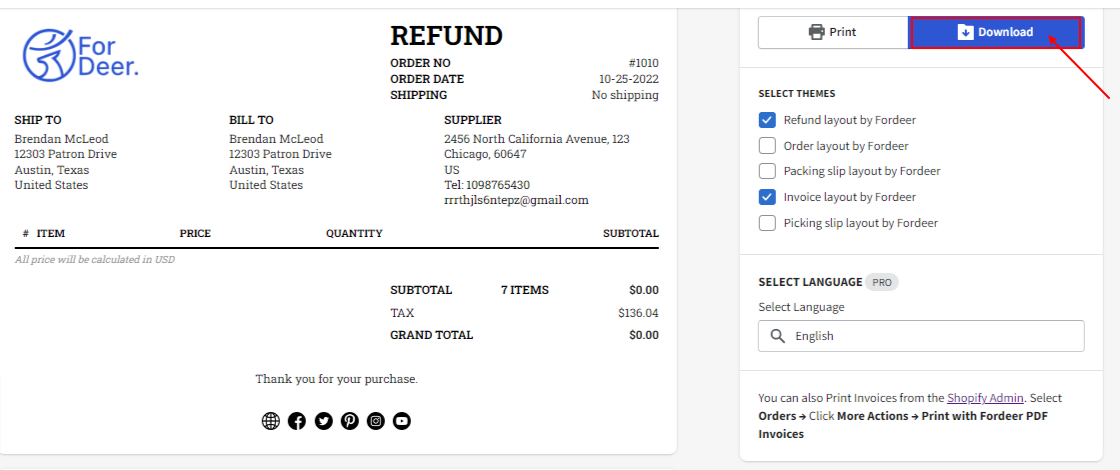 For
Deer.
REFUND
ORDER NO #1010
ORDER DATE 10-25-2022
SHIPPING No shipping
SHIP TO
Brendan McLeod
12303 Patron Drive
Austin, Texas
United States
BILL TO
Brendan McLeod
12303 Patron Drive
Austin, Texas
United States
SUPPLIER
2456 North California Avenue, 123
Chicago, 60647
US
Tel: 1098765430
rrrthjls6ntepz@gmail.com
# ITEM PRICE QUANTITY SUBTOTAL
All price will be calculated in USD
SUBTOTAL 7 ITEMS $0.00
TAX $136.04
GRAND TOTAL $0.00
Thank you for your purchase.
Print Download
SELECT THEMES
Refund layout by Fordeer
Order layout by Fordeer
Packing slip layout by Fordeer
Invoice layout by Fordeer
Picking slip layout by Fordeer
SELECT LANGUAGE PRO
Select Language
English
You can also Print Invoices from the Shopify Admin. Select
Orders → Click More Actions → Print with Fordeer PDF
Invoices